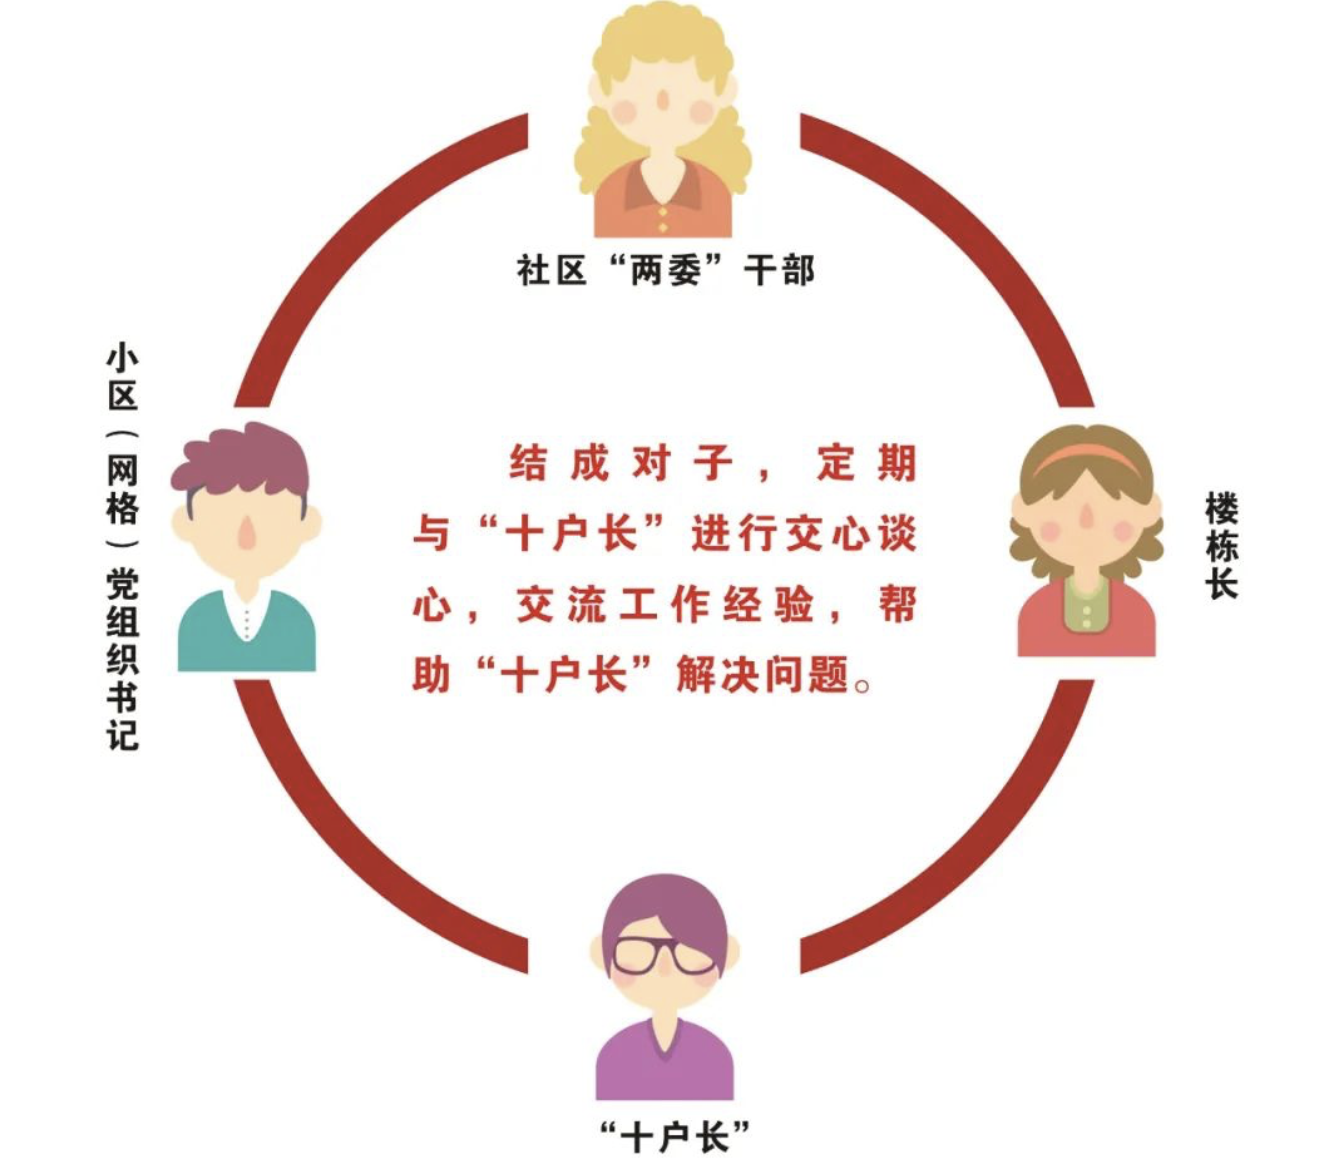 社区“两委”干部
小区（网格）党组织书记
结成对子，定期
与“十户长”进行交心谈
心，交流工作经验，帮
助“十户长”解决问题。
楼栋长
“十户长”